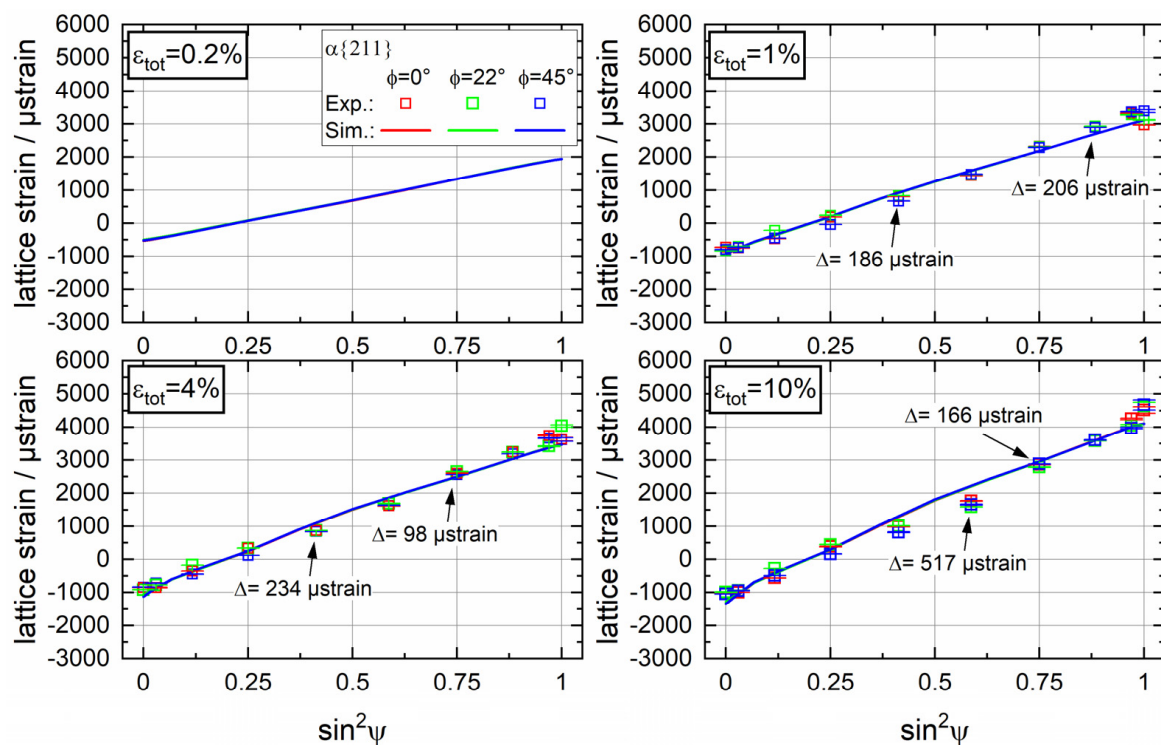 ε_tot=0.2%
α{211}
ϕ=0° ϕ=22° ϕ=45°
Exp.:
Sim.:
lattice strain / µstrain
6000
5000
4000
3000
2000
1000
0
-1000
-2000
-3000
0 0.25 0.5 0.75 1
ε_tot=1%
Δ= 206 µstrain
Δ= 186 µstrain
lattice strain / µstrain
6000
5000
4000
3000
2000
1000
0
-1000
-2000
-3000
0 0.25 0.5 0.75 1
ε_tot=4%
Δ= 98 µstrain
Δ= 234 µstrain
lattice strain / µstrain
6000
5000
4000
3000
2000
1000
0
-1000
-2000
-3000
0 0.25 0.5 0.75 1
sin²ψ
ε_tot=10%
Δ= 166 µstrain
Δ= 517 µstrain
lattice strain / µstrain
6000
5000
4000
3000
2000
1000
0
-1000
-2000
-3000
0 0.25 0.5 0.75 1
sin²ψ